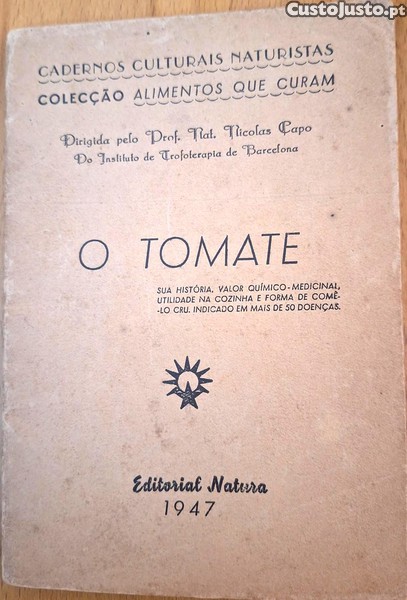 CustoJusto.pt
CADERNOS CULTURAIS NATURISTAS
COLECÇÃO ALIMENTOS QUE CURAM
Dirigida pelo Prof. Nat. Nicolas Capo
Do Instituto de Trofoterapia de Barcelona
O TOMATE
SUA HISTÓRIA, VALOR QUÍMICO-MEDICINAL,
UTILIDADE NA COZINHA E FORMA DE COMÊ-
-LO CRU. INDICADO EM MAIS DE 50 DOENÇAS.
Editorial Natura
1947